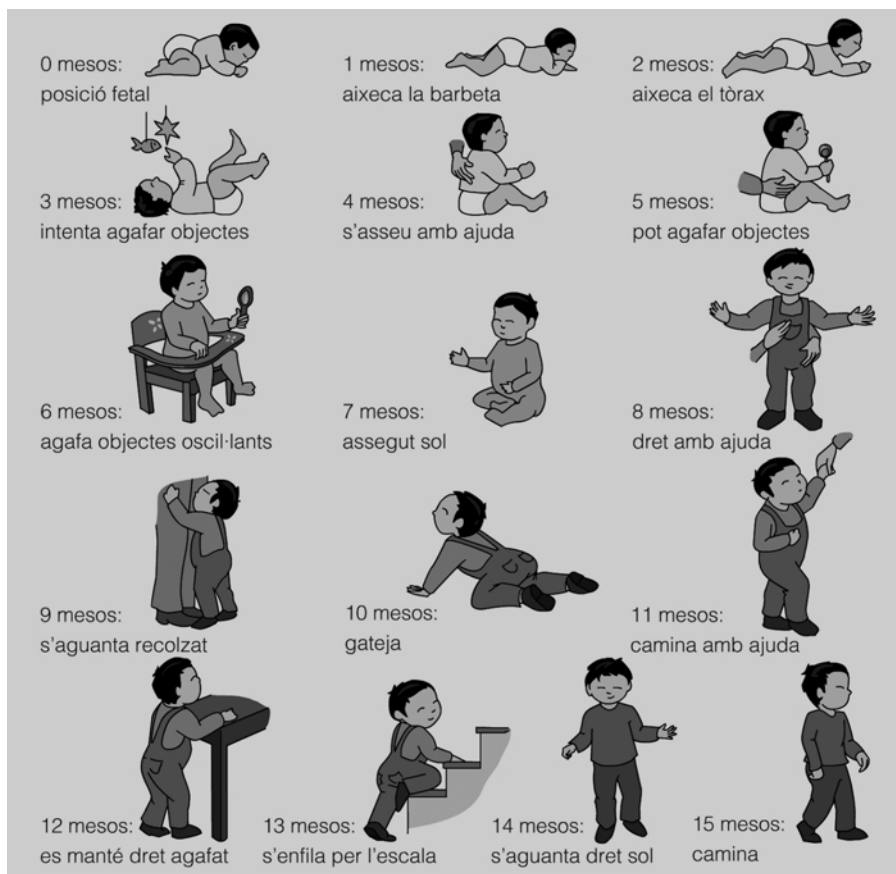 0 mesos:
posició fetal
1 mesos:
aixeca la barbeta
2 mesos:
aixeca el tòrax
3 mesos:
intenta agafar objectes
4 mesos:
s'asseu amb ajuda
5 mesos:
pot agafar objectes
6 mesos:
agafa objectes oscil·lants
7 mesos:
assegut sol
8 mesos:
dret amb ajuda
9 mesos:
s'aguanta recolzat
10 mesos:
gateja
11 mesos:
camina amb ajuda
12 mesos:
es manté dret agafat
13 mesos:
s'enfila per l'escala
14 mesos:
s'aguanta dret sol
15 mesos:
camina